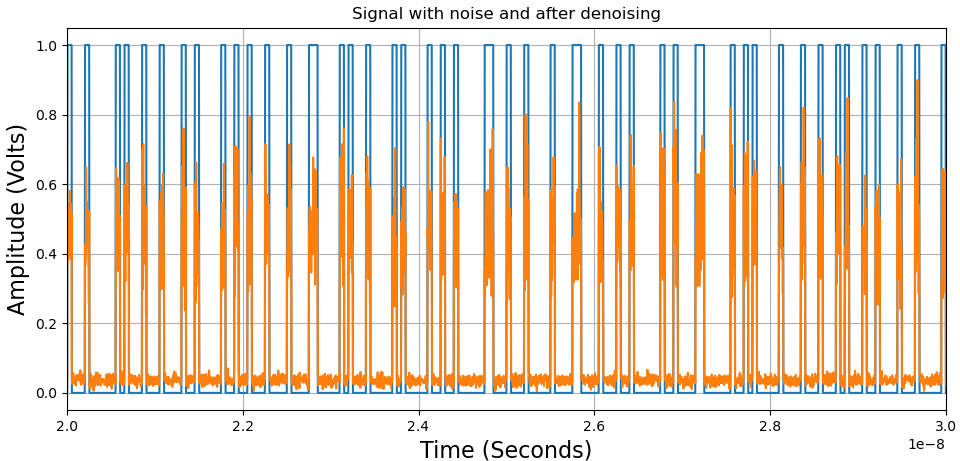 Signal with noise and after denoising
1.0
0.8
0.6
0.4
0.2
0.0
Amplitude (Volts)
2.0 2.2 2.4 2.6 2.8 3.0
Time (Seconds)
1e−8